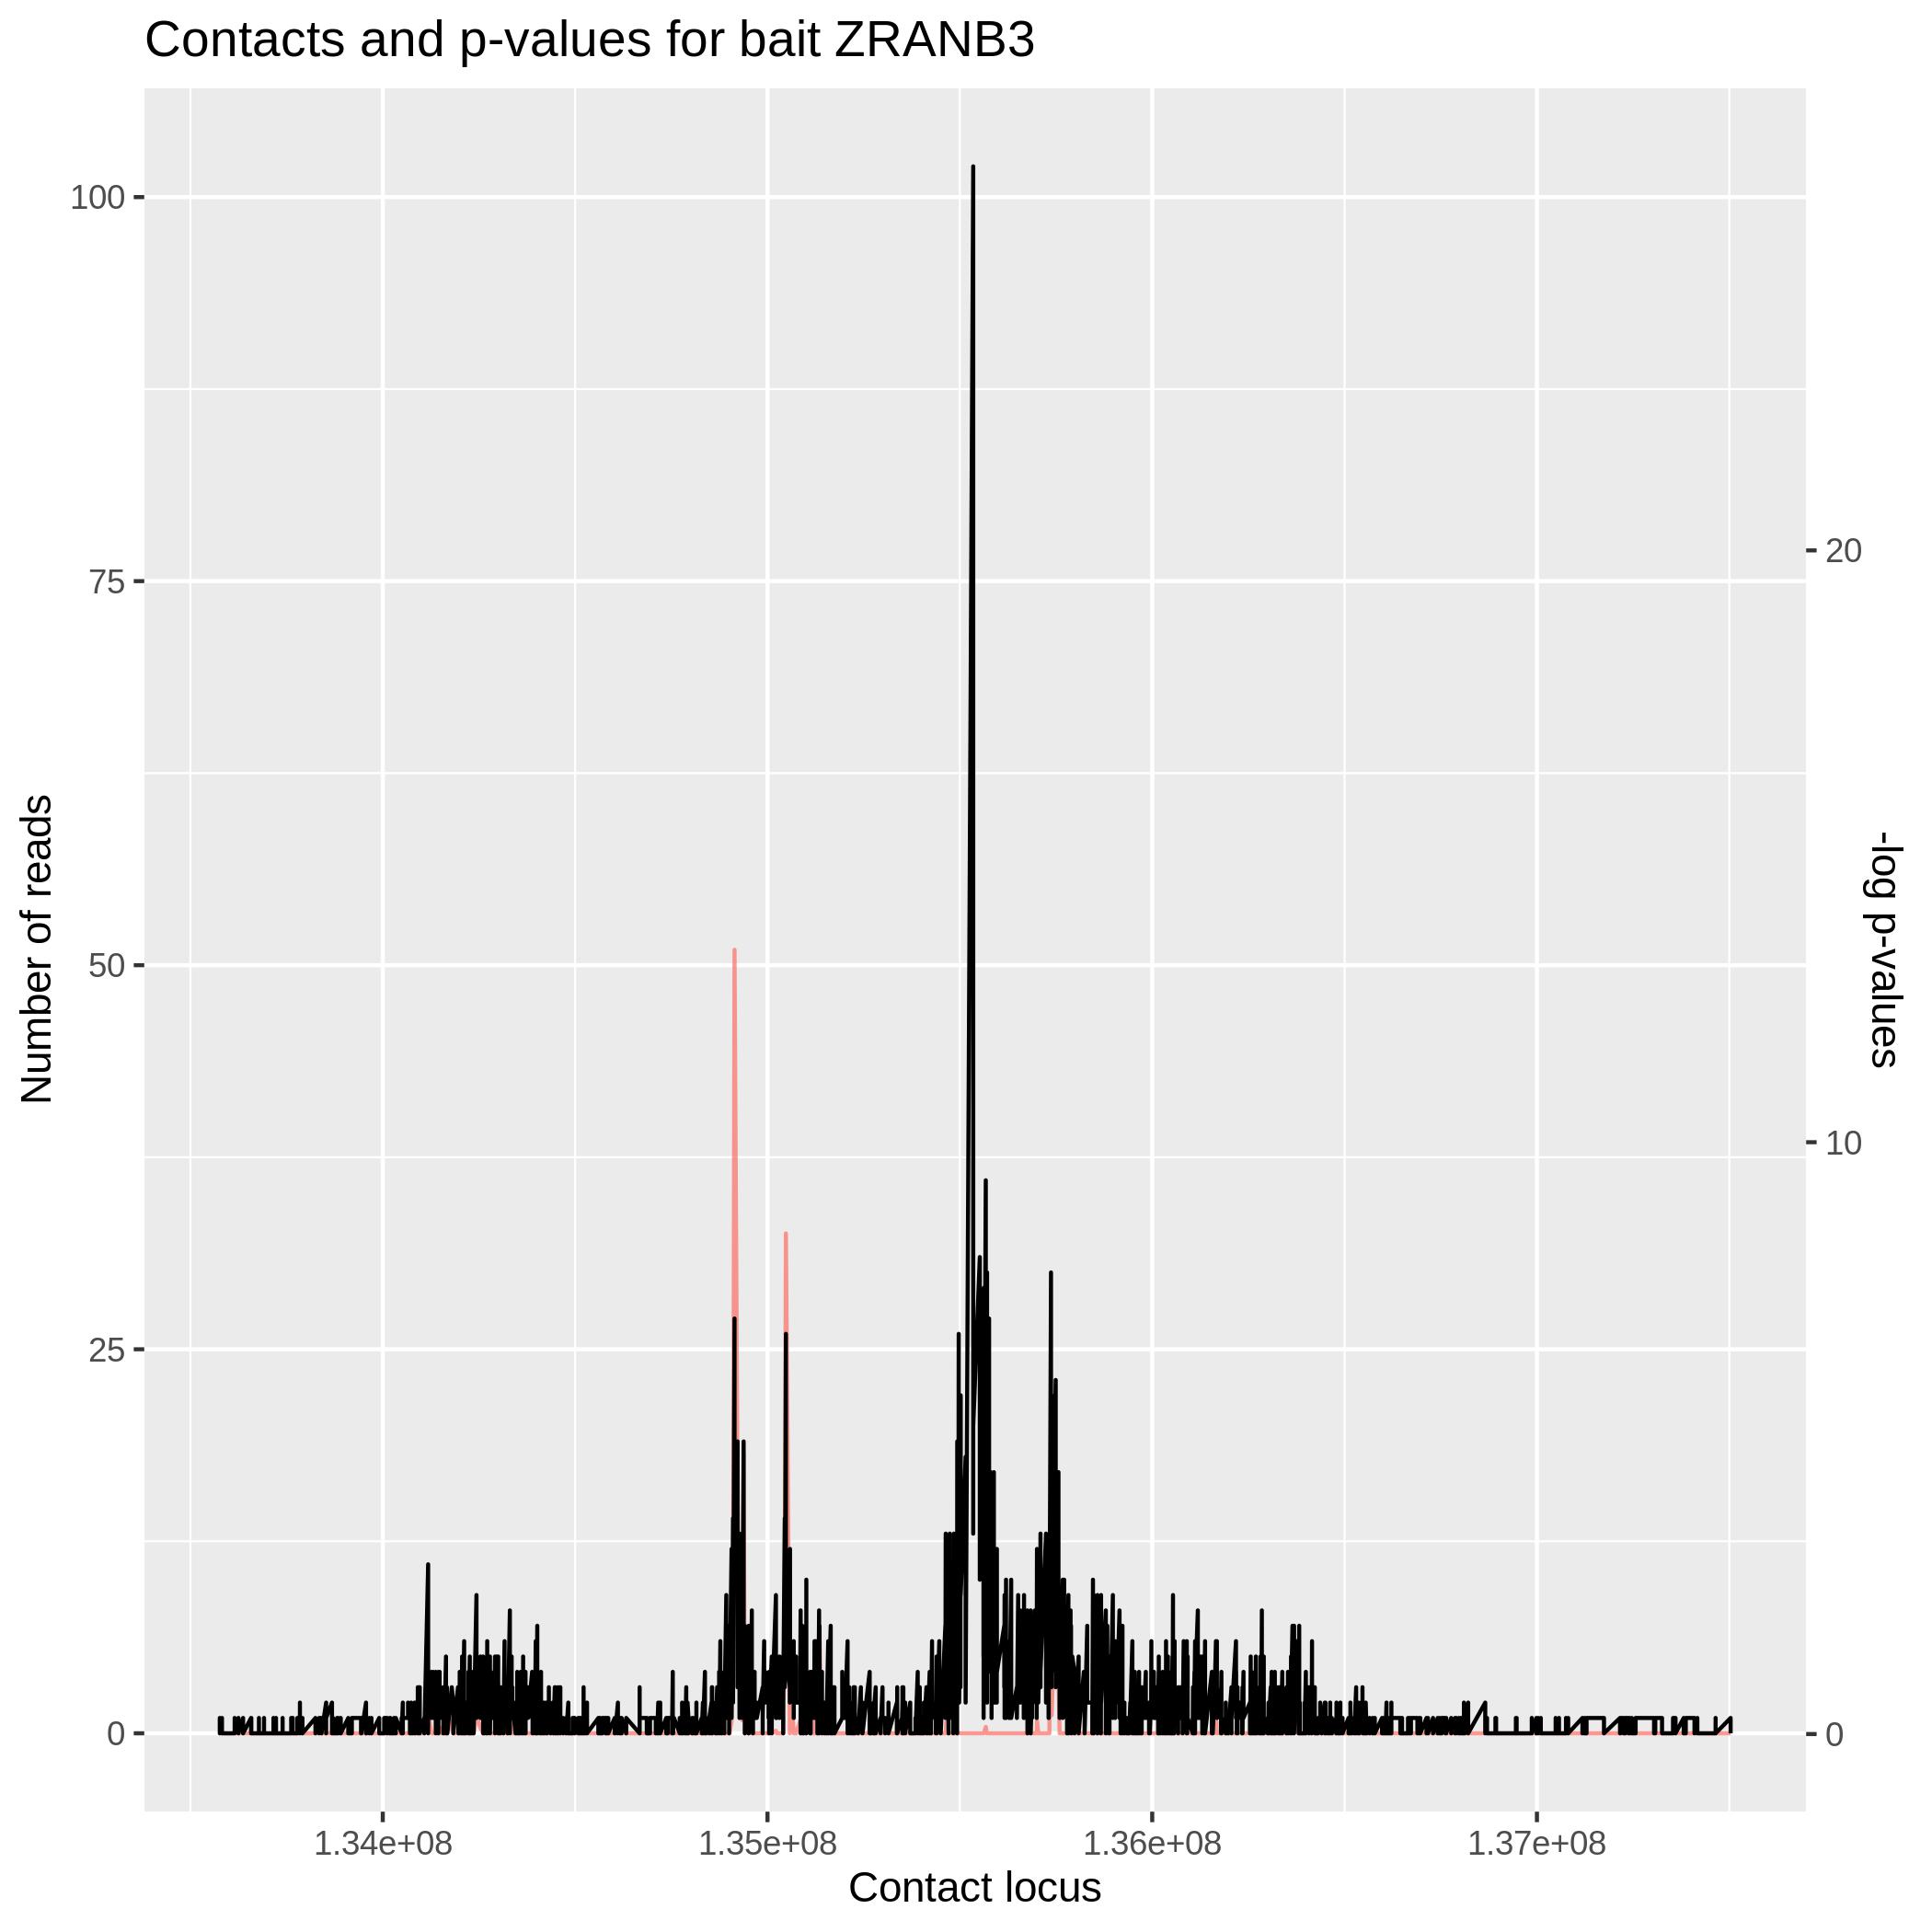 Contacts and p-values for bait ZRANB3
100
75
50
25
0
Number of reads
20
10
0
-log p-values
1.34e+08
1.35e+08
1.36e+08
1.37e+08
Contact locus